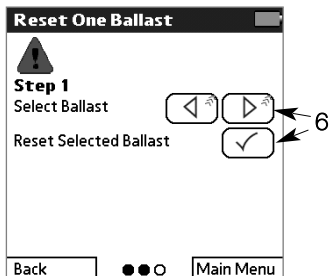 Reset One Ballast
Step 1
Select Ballast
6
Reset Selected Ballast
Back
Main Menu